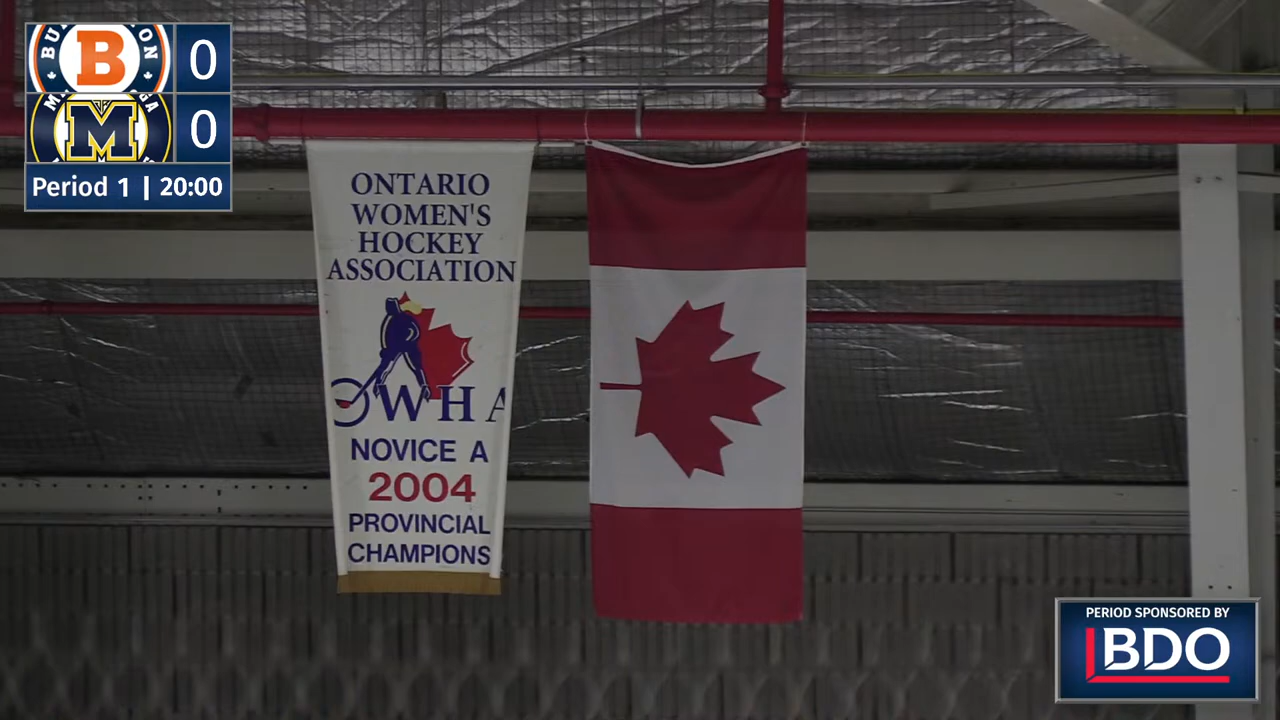 B
0
M
0
Period 1 | 20:00
ONTARIO
WOMEN'S
HOCKEY
ASSOCIATION
OWHA
NOVICE A
2004
PROVINCIAL
CHAMPIONS
PERIOD SPONSORED BY
BDO